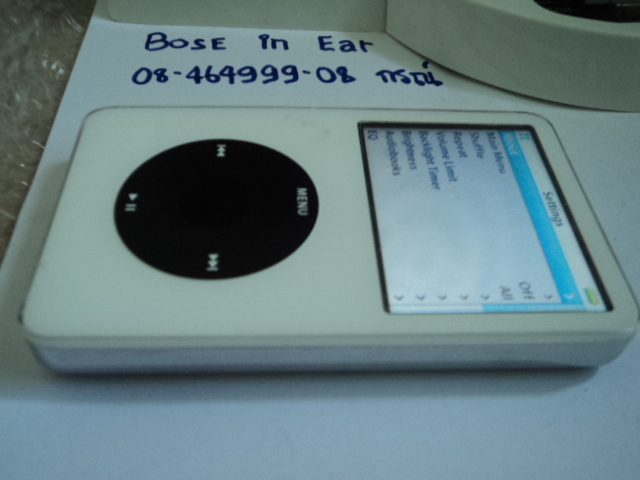 BOSE in Ear
08-464999-08 กรณ์
Settings
About
Main Menu
Shuffle Off
Repeat All
Volume Limit
Backlight Timer
Brightness
Audiobooks
EQ
MENU